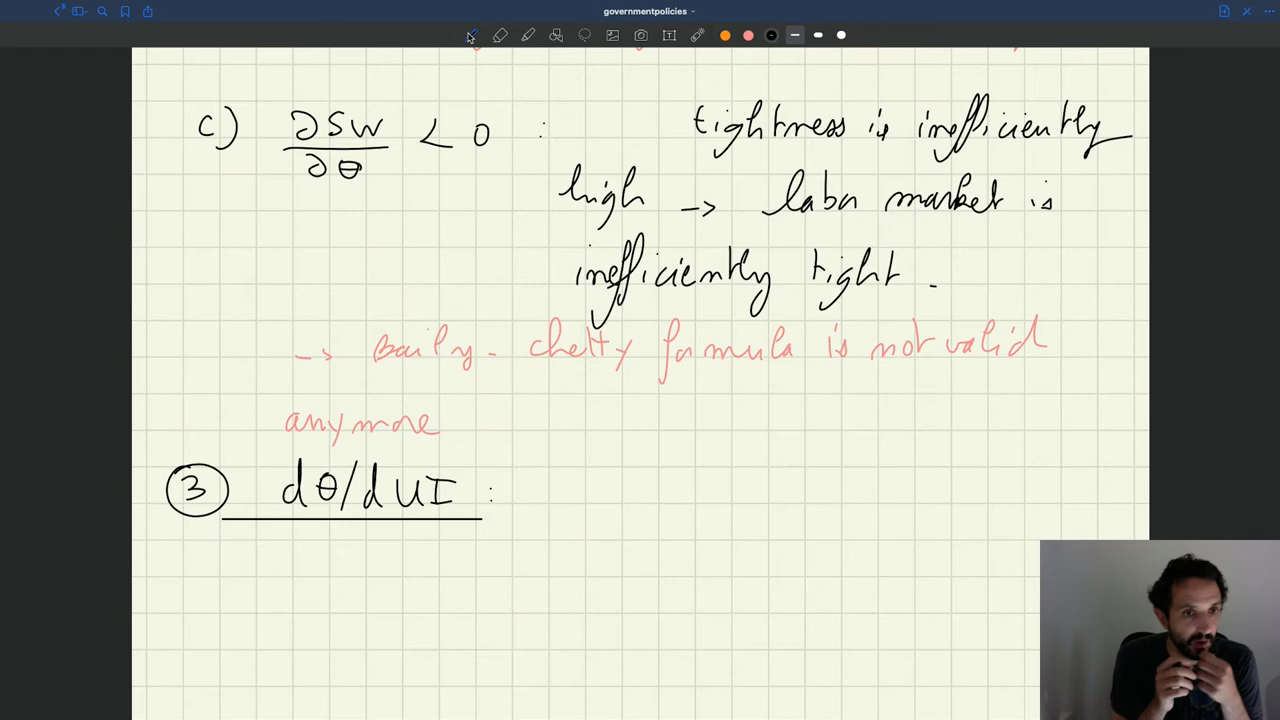 governmentpolicies
c) ∂SW/∂θ < 0 : tightness is inefficiently
high → labor market is
inefficiently tight.
→ Baily-Chetty formula is not valid
anymore
③ dθ/dUI :